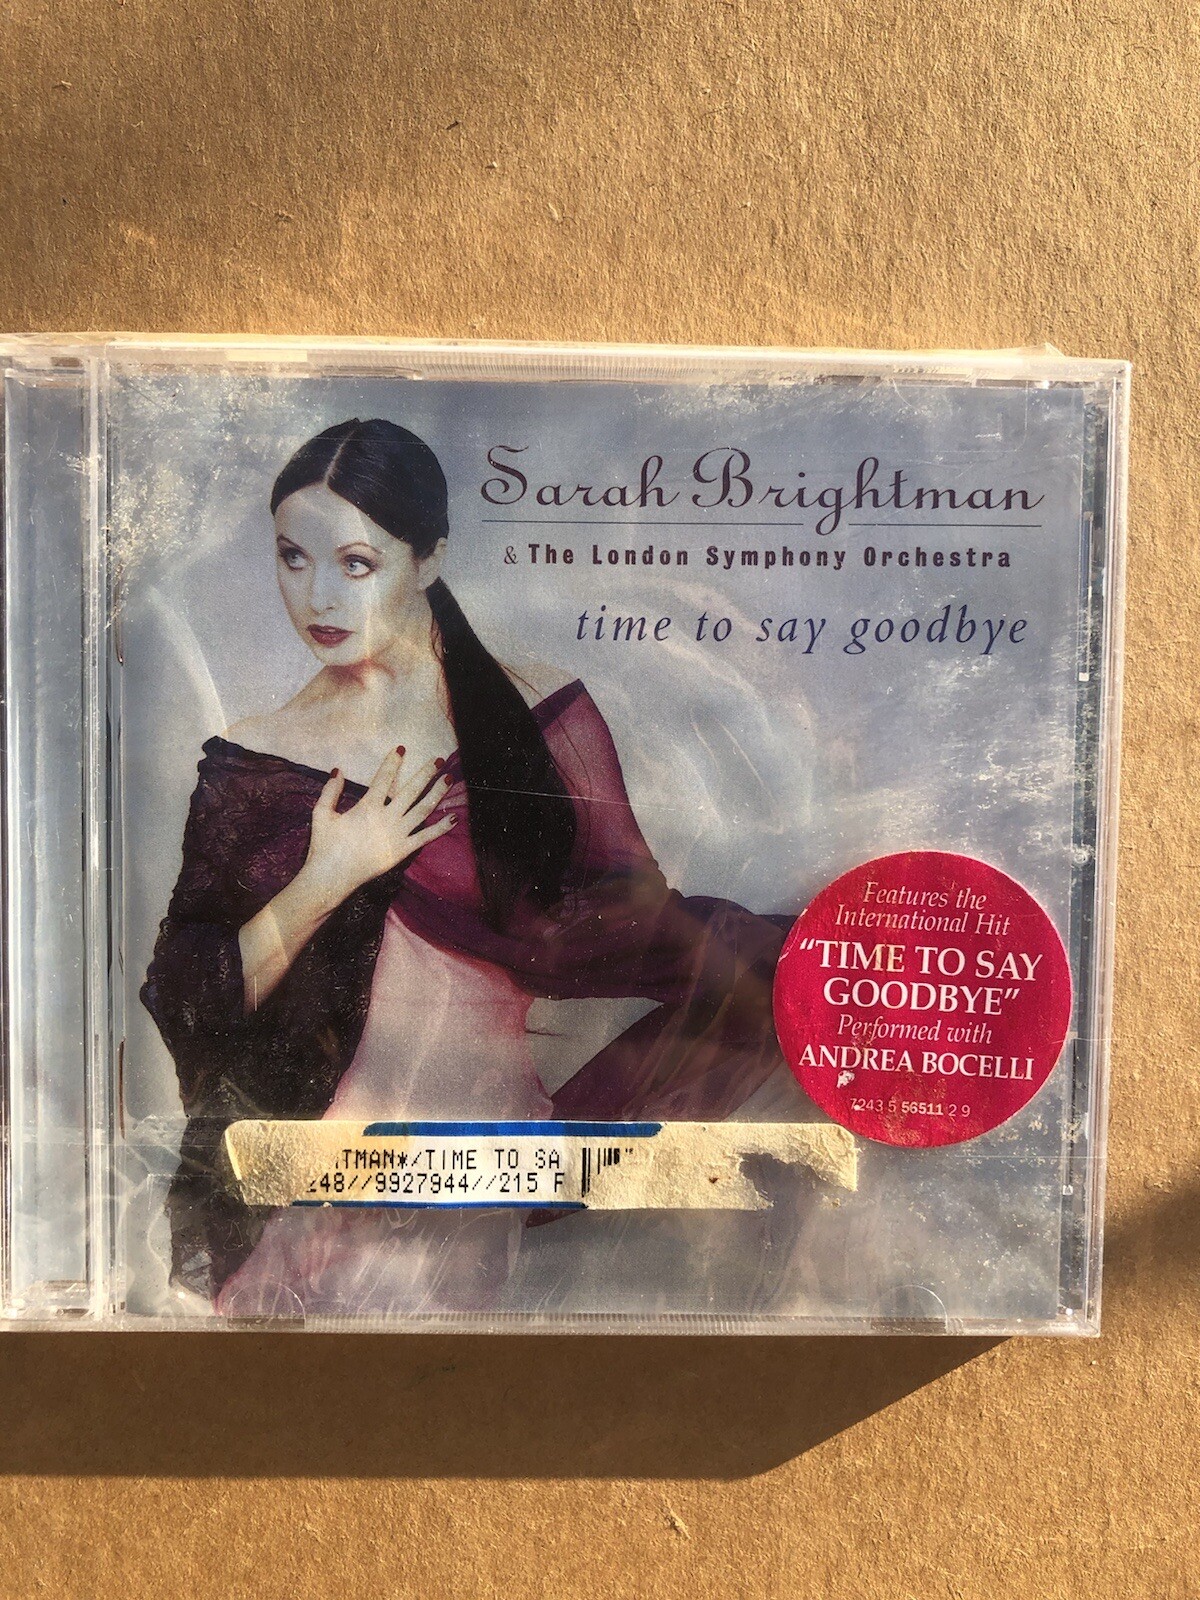 Sarah Brightman
& The London Symphony Orchestra
time to say goodbye
Features the
International Hit
"TIME TO SAY
GOODBYE"
Performed with
ANDREA BOCELLI
7243 5 56511 2 9
TMAN*/TIME TO SA
248//9927944//215 F